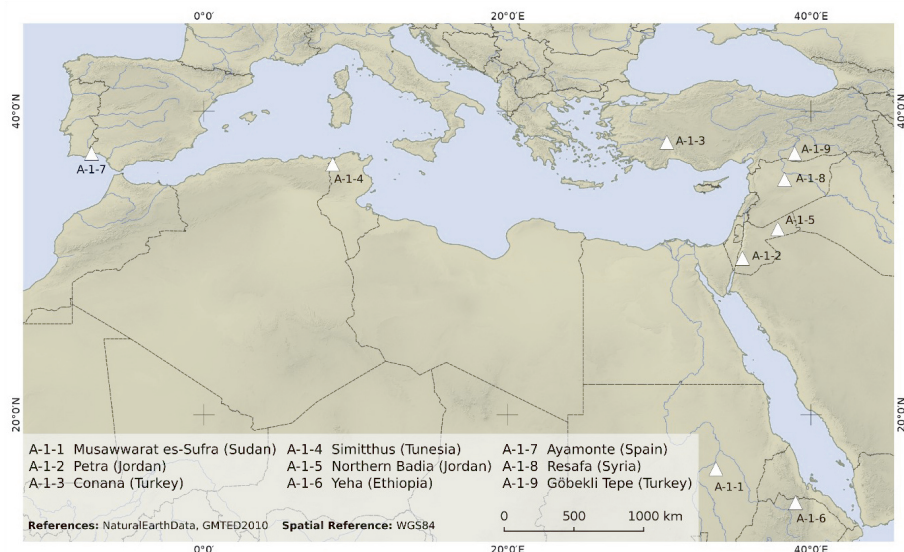 0°'0" 20°0'E 40°0'E
40°0'N 40°0'N
A-1-3
A-1-9
A-1-7
A-1-4
A-1-8
A-1-5
A-1-2
20°0'N 20°0'N
A-1-1 Musawwarat es-Sufra (Sudan) A-1-4 Simitthus (Tunesia) A-1-7 Ayamonte (Spain)
A-1-2 Petra (Jordan) A-1-5 Northern Badia (Jordan) A-1-8 Resafa (Syria)
A-1-3 Conana (Turkey) A-1-6 Yeha (Ethiopia) A-1-9 Göbekli Tepe (Turkey)
A-1-1
A-1-6
References: NaturalEarthData, GMTED2010 Spatial Reference: WGS84
0 500 1000 km
0°'0" 20°0'E 40°0'E